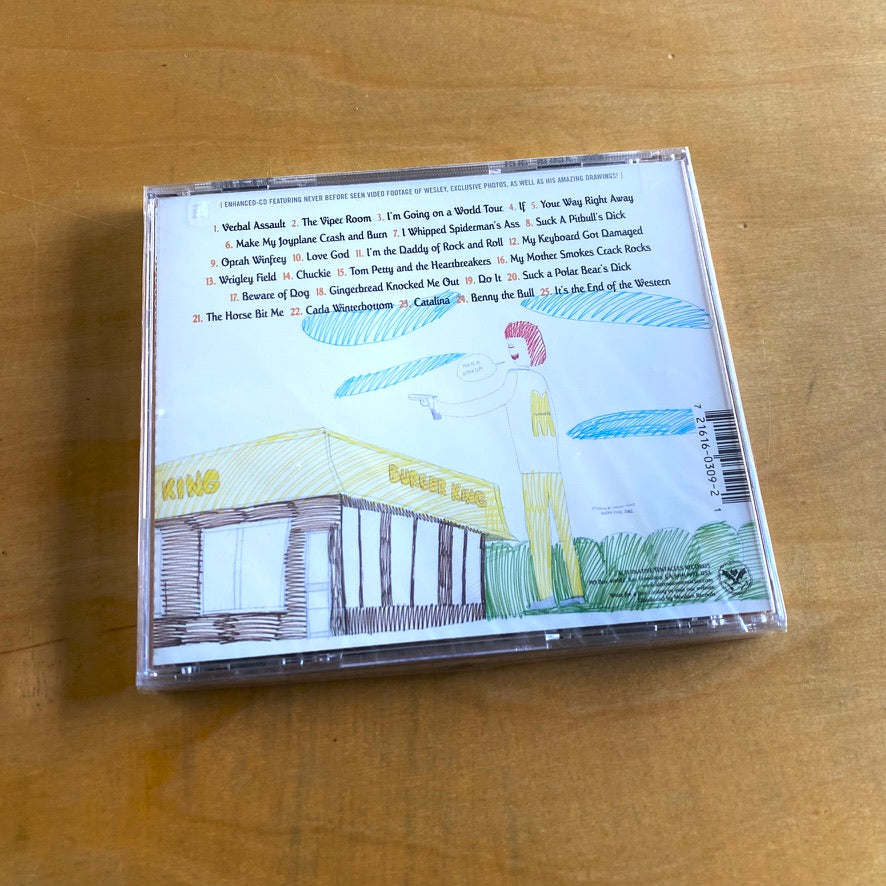 ( ENHANCED-CD FEATURING NEVER BEFORE SEEN VIDEO FOOTAGE OF WESLEY, EXCLUSIVE PHOTOS, AS WELL AS HIS AMAZING DRAWINGS! )
1. Verbal Assault 2. The Viper Room 3. I'm Going on a World Tour 4. If 5. Your Way Right Away
6. Make My Joyplane Crash and Burn 7. I Whipped Spiderman's Ass 8. Suck A Pitbull's Dick
9. Oprah Winfrey 10. Love God 11. I'm the Daddy of Rock and Roll 12. My Keyboard Got Damaged
13. Wrigley Field 14. Chuckie 15. Tom Petty and the Heartbreakers 16. My Mother Smokes Crack Rocks
17. Beware of Dog 18. Gingerbread Knocked Me Out 19. Do It 20. Suck a Polar Bear's Dick
21. The Horse Bit Me 22. Carla Winterbottom 23. Catalina 24. Benny the Bull 25. It's the End of the Western
THIS IS A
STICK UP!
KING
BURGER KING
7 21616-0309-2 1
ALTERNATIVE TENTACLES RECORDS